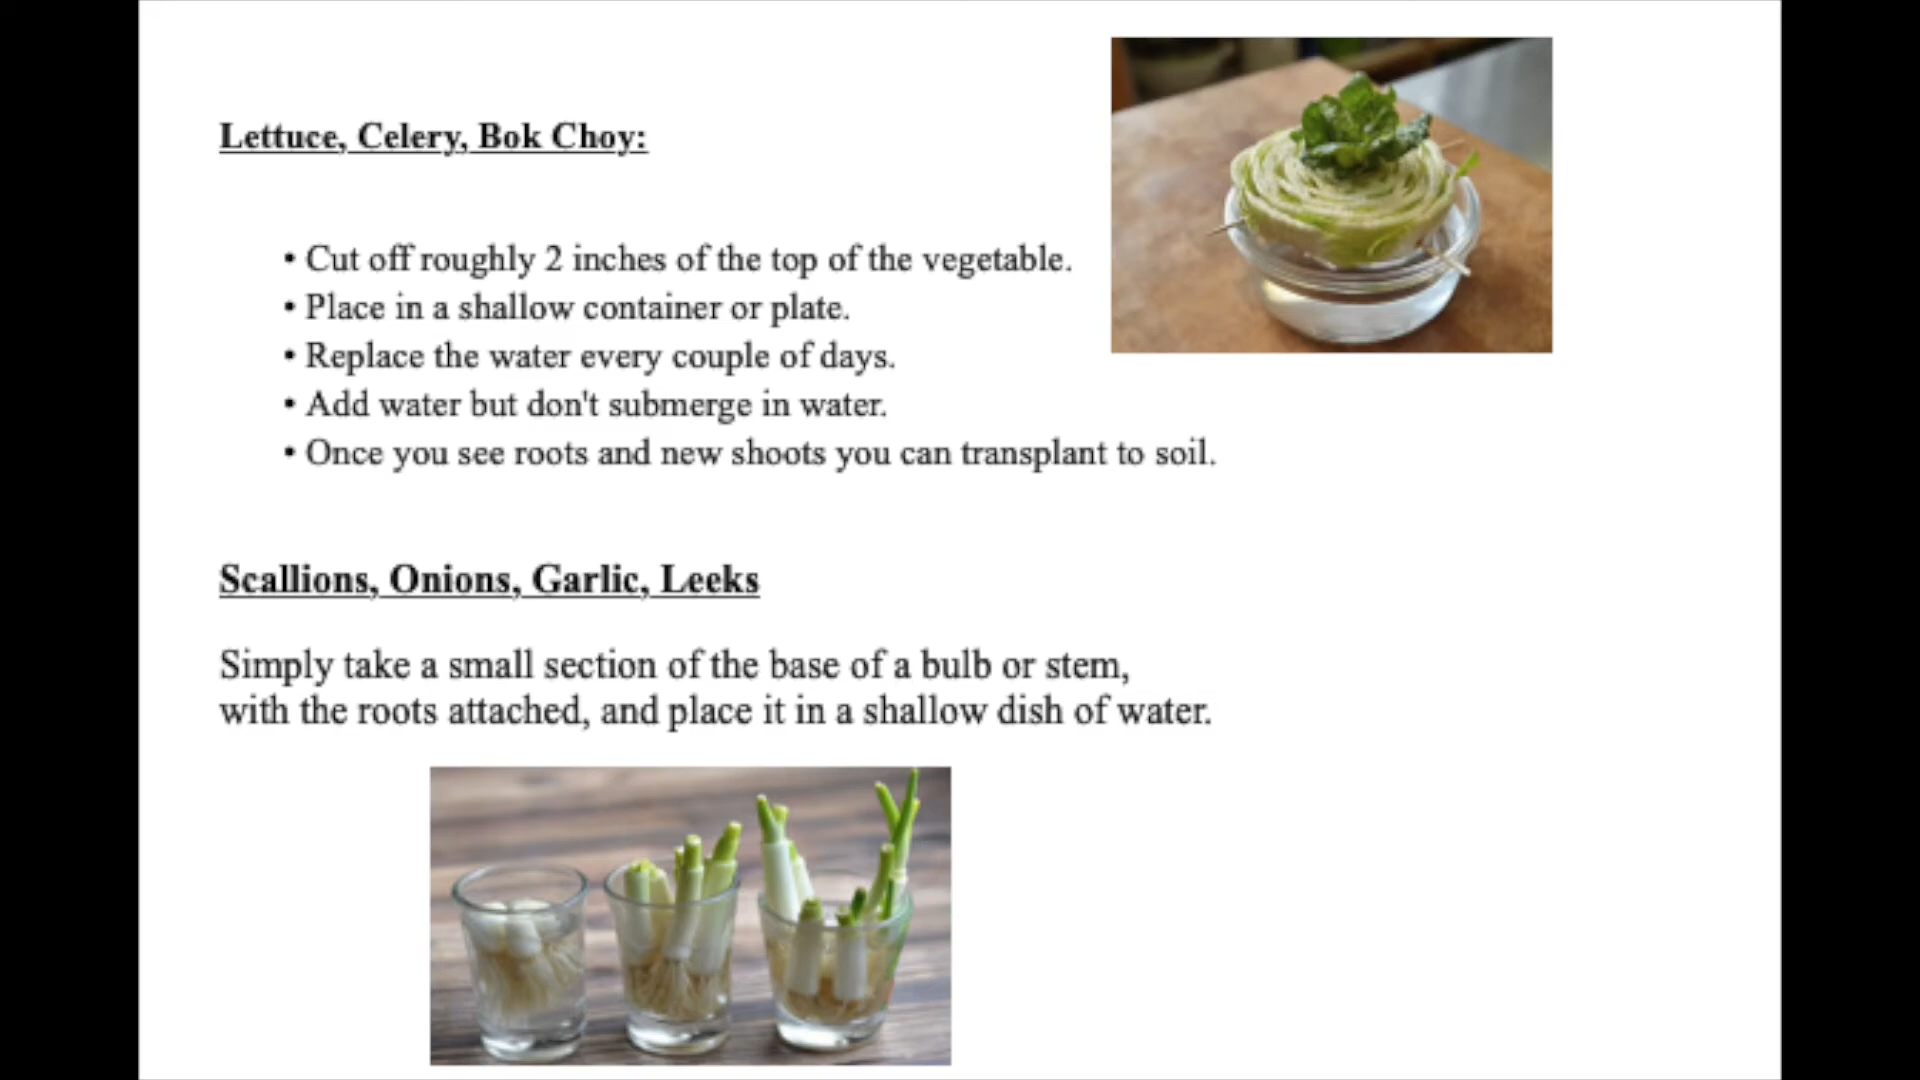 Lettuce, Celery, Bok Choy:
• Cut off roughly 2 inches of the top of the vegetable.
• Place in a shallow container or plate.
• Replace the water every couple of days.
• Add water but don't submerge in water.
• Once you see roots and new shoots you can transplant to soil.
Scallions, Onions, Garlic, Leeks
Simply take a small section of the base of a bulb or stem,
with the roots attached, and place it in a shallow dish of water.